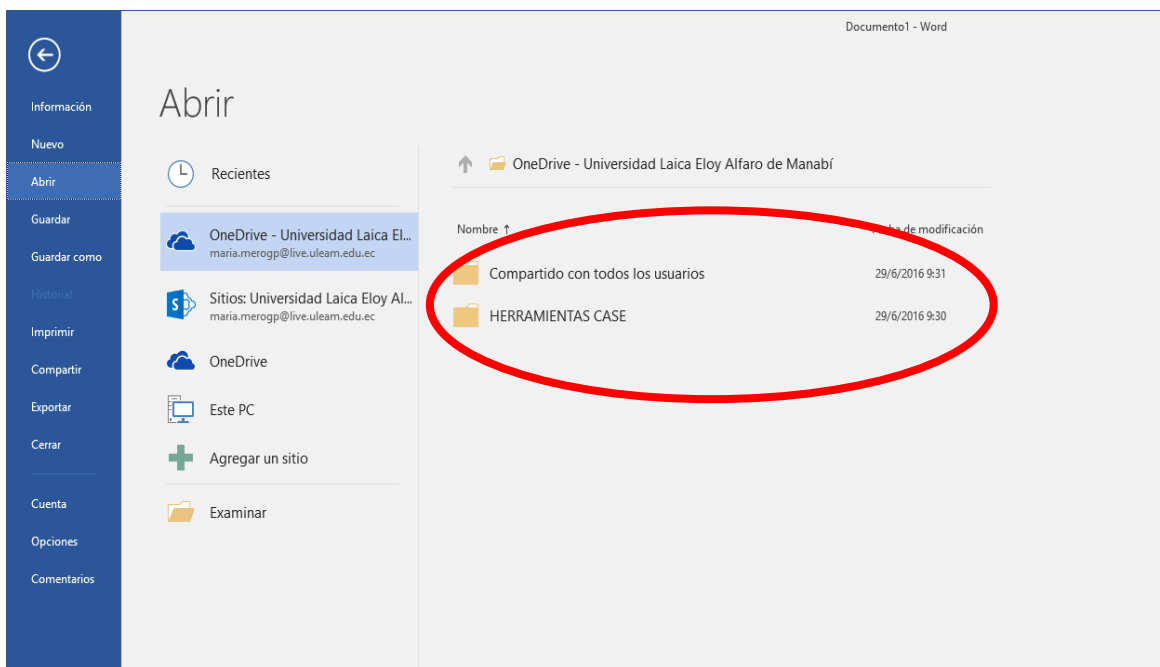 Documento1 - Word
Información
Nuevo
Abrir
Guardar
Guardar como
Historial
Imprimir
Compartir
Exportar
Cerrar
Cuenta
Opciones
Comentarios
Abrir
Recientes
OneDrive - Universidad Laica El...
maria.merogp@live.uleam.edu.ec
Sitios: Universidad Laica Eloy Al...
maria.merogp@live.uleam.edu.ec
OneDrive
Este PC
Agregar un sitio
Examinar
OneDrive - Universidad Laica Eloy Alfaro de Manabí
Nombre ↑ Fecha de modificación
Compartido con todos los usuarios 29/6/2016 9:31
HERRAMIENTAS CASE 29/6/2016 9:30